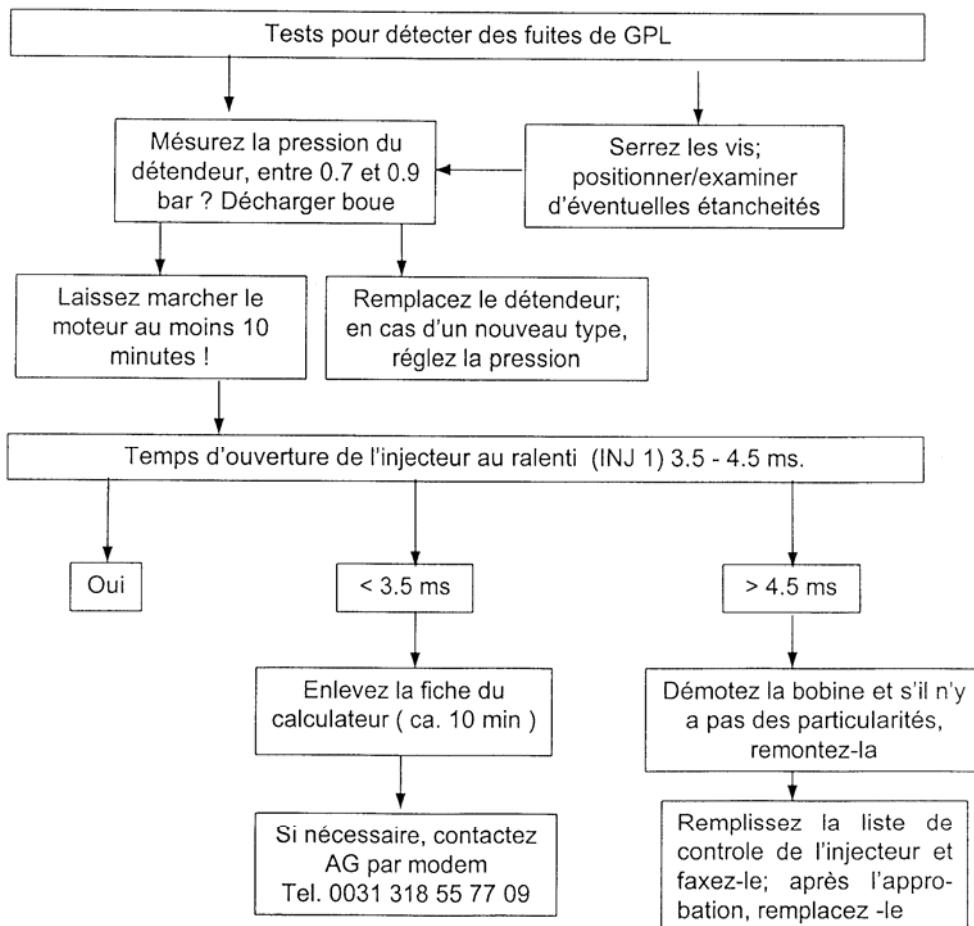 Tests pour détecter des fuites de GPL
Mésurez la pression du
détendeur, entre 0.7 et 0.9
bar ? Décharger boue
Serrez les vis;
positionner/examiner
d'éventuelles étancheités
Laissez marcher le
moteur au moins 10
minutes !
Remplacez le détendeur;
en cas d'un nouveau type,
réglez la pression
Temps d'ouverture de l'injecteur au ralenti (INJ 1) 3.5 - 4.5 ms.
Oui
< 3.5 ms
> 4.5 ms
Enlevez la fiche du
calculateur ( ca. 10 min )
Démotez la bobine et s'il n'y
a pas des particularités,
remontez-la
Si nécessaire, contactez
AG par modem
Tel. 0031 318 55 77 09
Remplissez la liste de
controle de l'injecteur et
faxez-le; après l'appro-
bation, remplacez -le